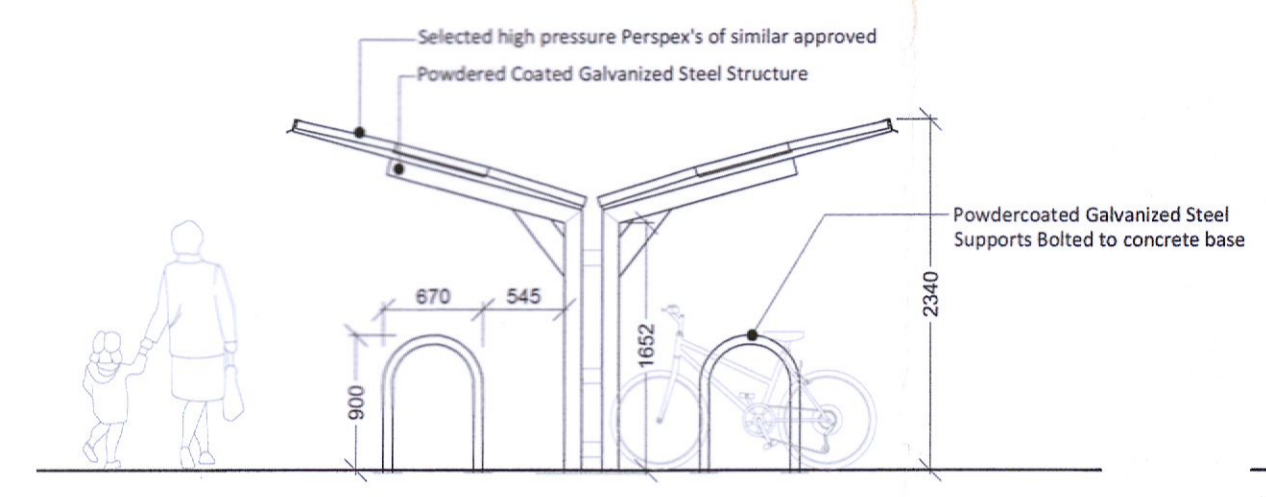 Selected high pressure Perspex's of similar approved
Powdered Coated Galvanized Steel Structure
Powdercoated Galvanized Steel
Supports Bolted to concrete base
670
545
2340
1652
900